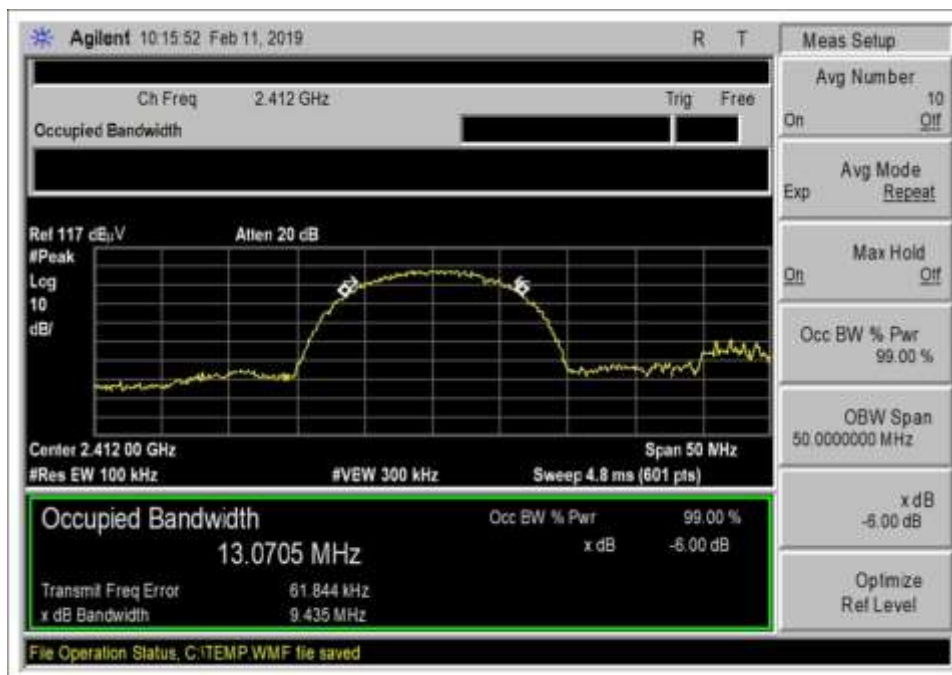 Agilent 10:15:52 Feb 11, 2019 R T
Meas Setup
Ch Freq 2.412 GHz Trig Free
Occupied Bandwidth
Avg Number
10
On Off
Avg Mode
Exp Repeat
Max Hold
On Off
Occ BW % Pwr
99.00 %
OBW Span
50.0000000 MHz
x dB
-6.00 dB
Optimize
Ref Level
Ref 117 dBµV Atten 20 dB
#Peak
Log
10
dB/
Center 2.412 00 GHz Span 50 MHz
#Res BW 100 kHz #VBW 300 kHz Sweep 4.8 ms (601 pts)
Occupied Bandwidth
13.0705 MHz
Occ BW % Pwr 99.00 %
x dB -6.00 dB
Transmit Freq Error 61.844 kHz
x dB Bandwidth 9.435 MHz
File Operation Status, C:\TEMP.WMF file saved